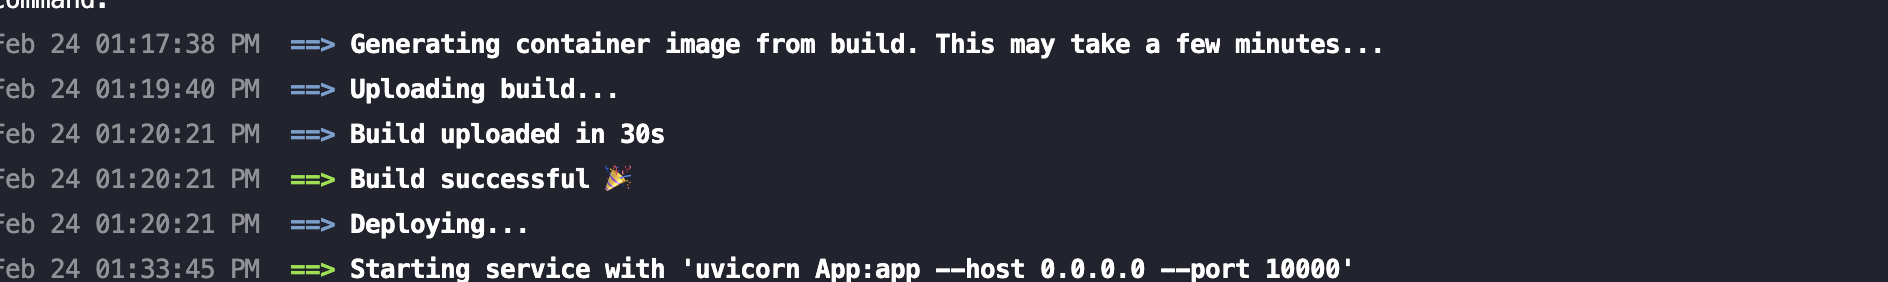 command.
Feb 24 01:17:38 PM ==> Generating container image from build. This may take a few minutes...
Feb 24 01:19:40 PM ==> Uploading build...
Feb 24 01:20:21 PM ==> Build uploaded in 30s
Feb 24 01:20:21 PM ==> Build successful 🎉
Feb 24 01:20:21 PM ==> Deploying...
Feb 24 01:33:45 PM ==> Starting service with 'uvicorn App:app --host 0.0.0.0 --port 10000'